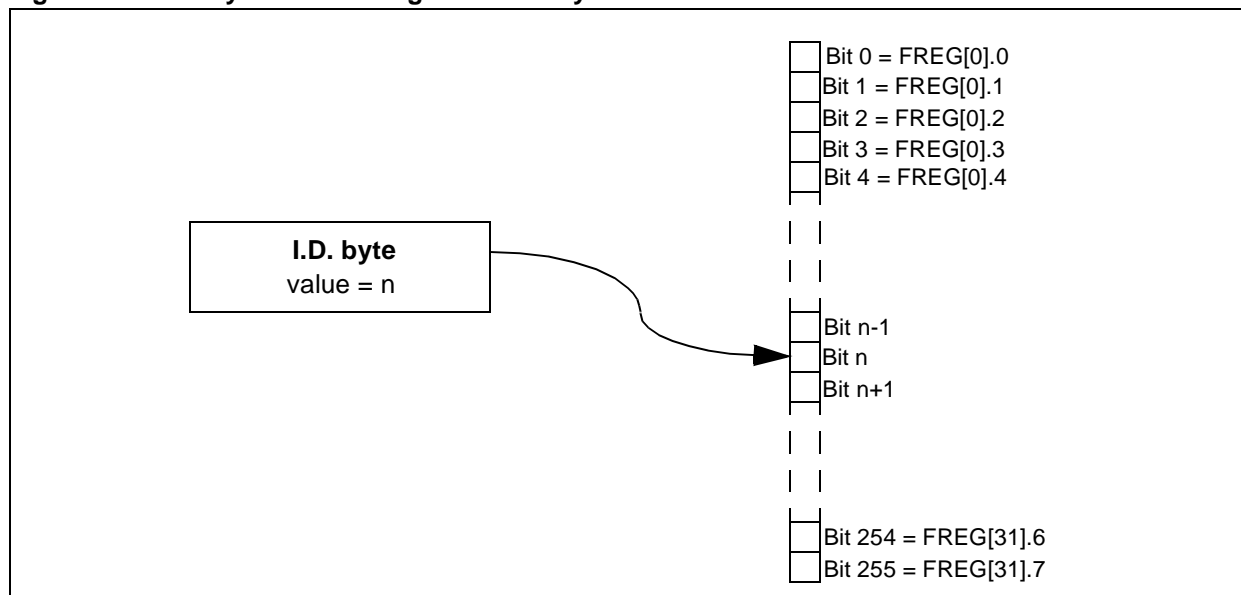 Bit 0 = FREG[0].0
Bit 1 = FREG[0].1
Bit 2 = FREG[0].2
Bit 3 = FREG[0].3
Bit 4 = FREG[0].4
I.D. byte
value = n
Bit n-1
Bit n
Bit n+1
Bit 254 = FREG[31].6
Bit 255 = FREG[31].7